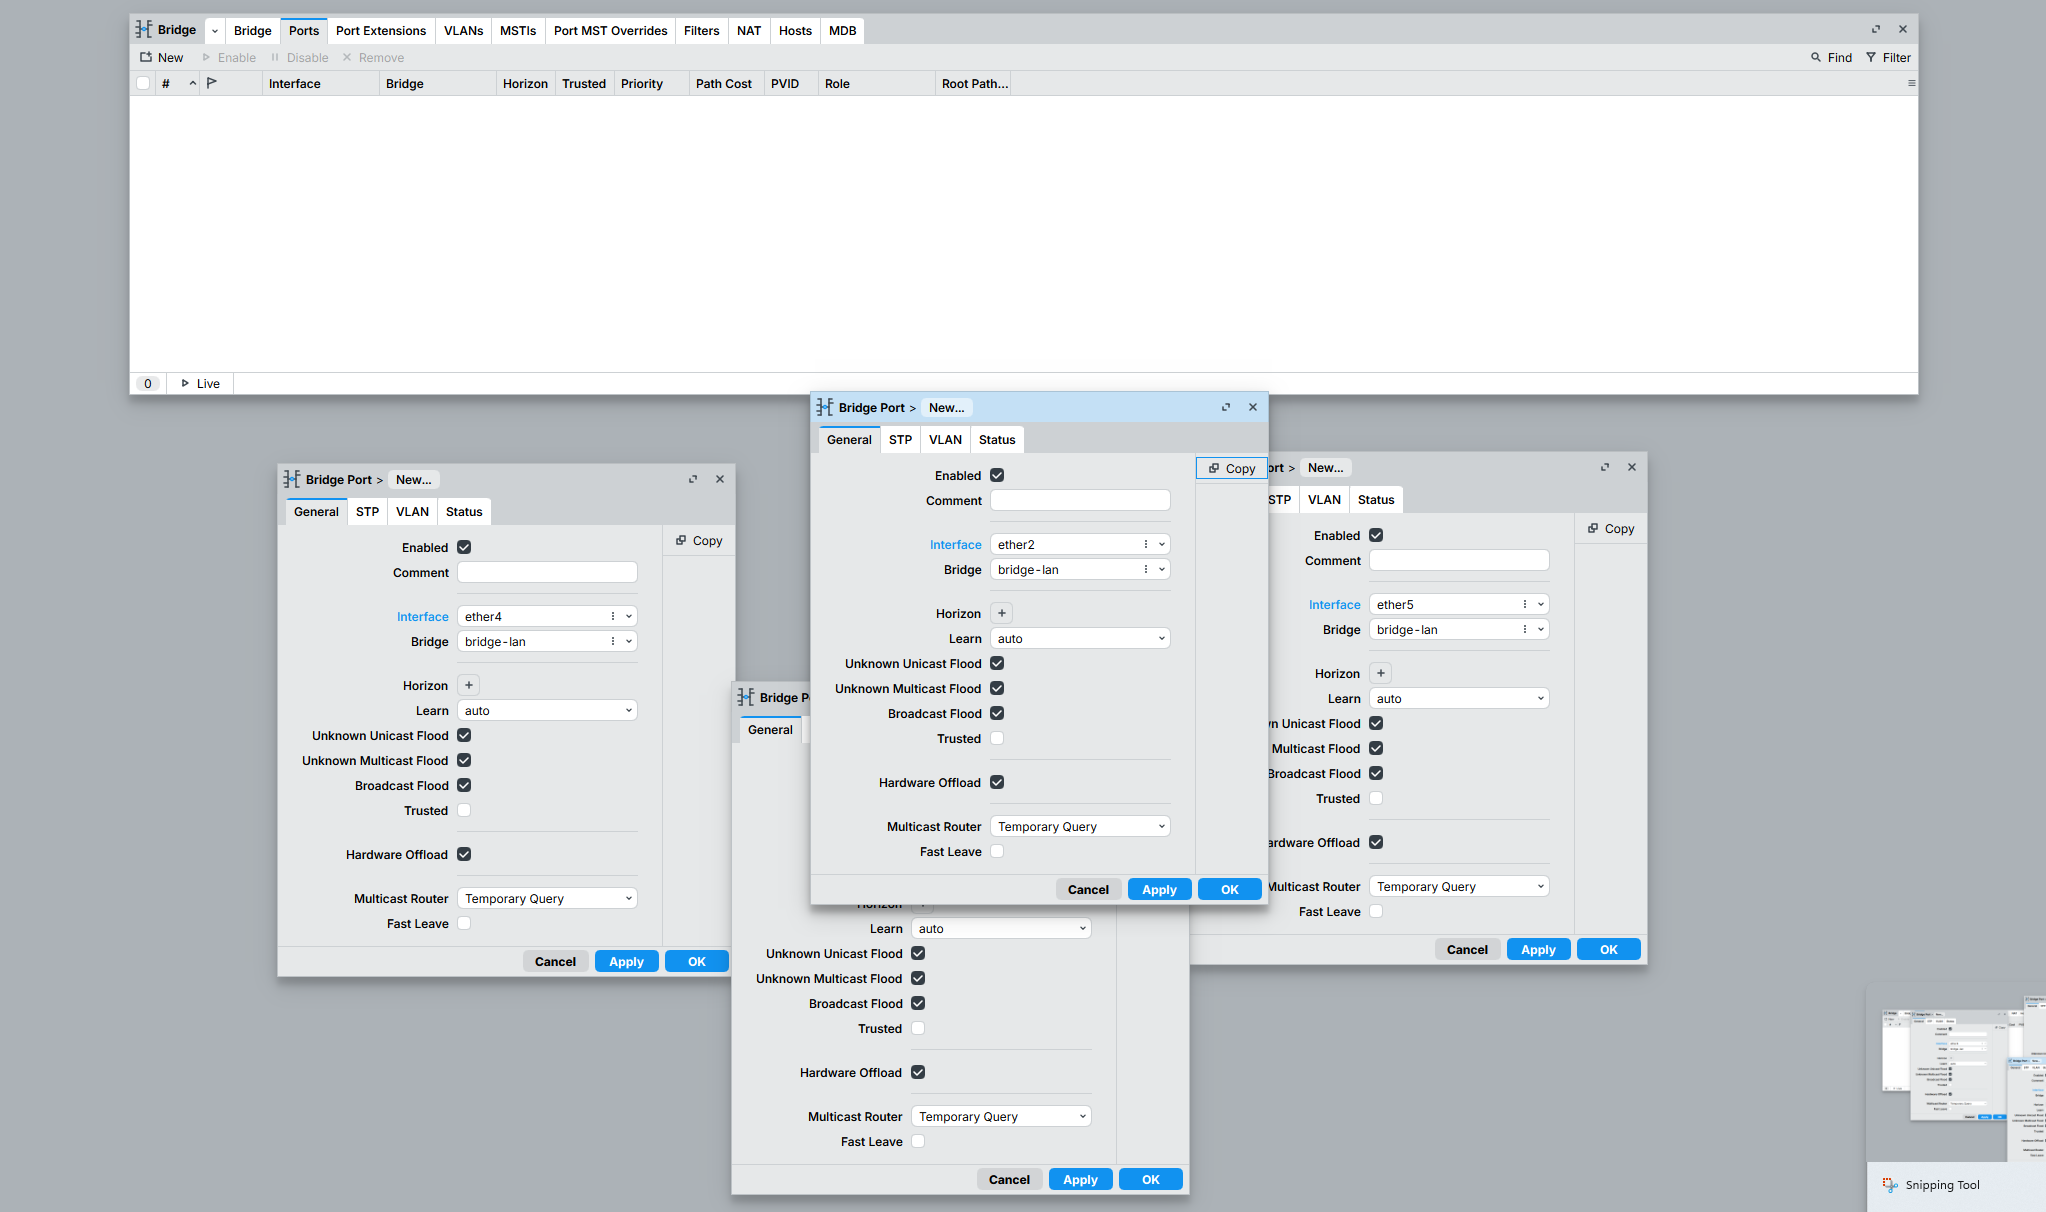 Bridge Bridge Ports Port Extensions VLANs MSTIs Port MST Overrides Filters NAT Hosts MDB
New Enable Disable Remove Find Filter
# Interface Bridge Horizon Trusted Priority Path Cost PVID Role Root Path...
0 Live
Bridge Port > New...
General STP VLAN Status
Copy
Enabled
Comment
Interface ether2
Bridge bridge-lan
Horizon +
Learn auto
Unknown Unicast Flood
Unknown Multicast Flood
Broadcast Flood
Trusted
Hardware Offload
Multicast Router Temporary Query
Fast Leave
Cancel Apply OK
Bridge Port > New...
General STP VLAN Status
Copy
Enabled
Comment
Interface ether4
Bridge bridge-lan
Horizon +
Learn auto
Unknown Unicast Flood
Unknown Multicast Flood
Broadcast Flood
Trusted
Hardware Offload
Multicast Router Temporary Query
Fast Leave
Cancel Apply OK
ort > New...
STP VLAN Status
Copy
Enabled
Comment
Interface ether5
Bridge bridge-lan
Horizon +
Learn auto
n Unicast Flood
Multicast Flood
Broadcast Flood
Trusted
ardware Offload
Multicast Router Temporary Query
Fast Leave
Cancel Apply OK
Bridge P
General
Horizon
Learn auto
Unknown Unicast Flood
Unknown Multicast Flood
Broadcast Flood
Trusted
Hardware Offload
Multicast Router Temporary Query
Fast Leave
Cancel Apply OK
Snipping Tool